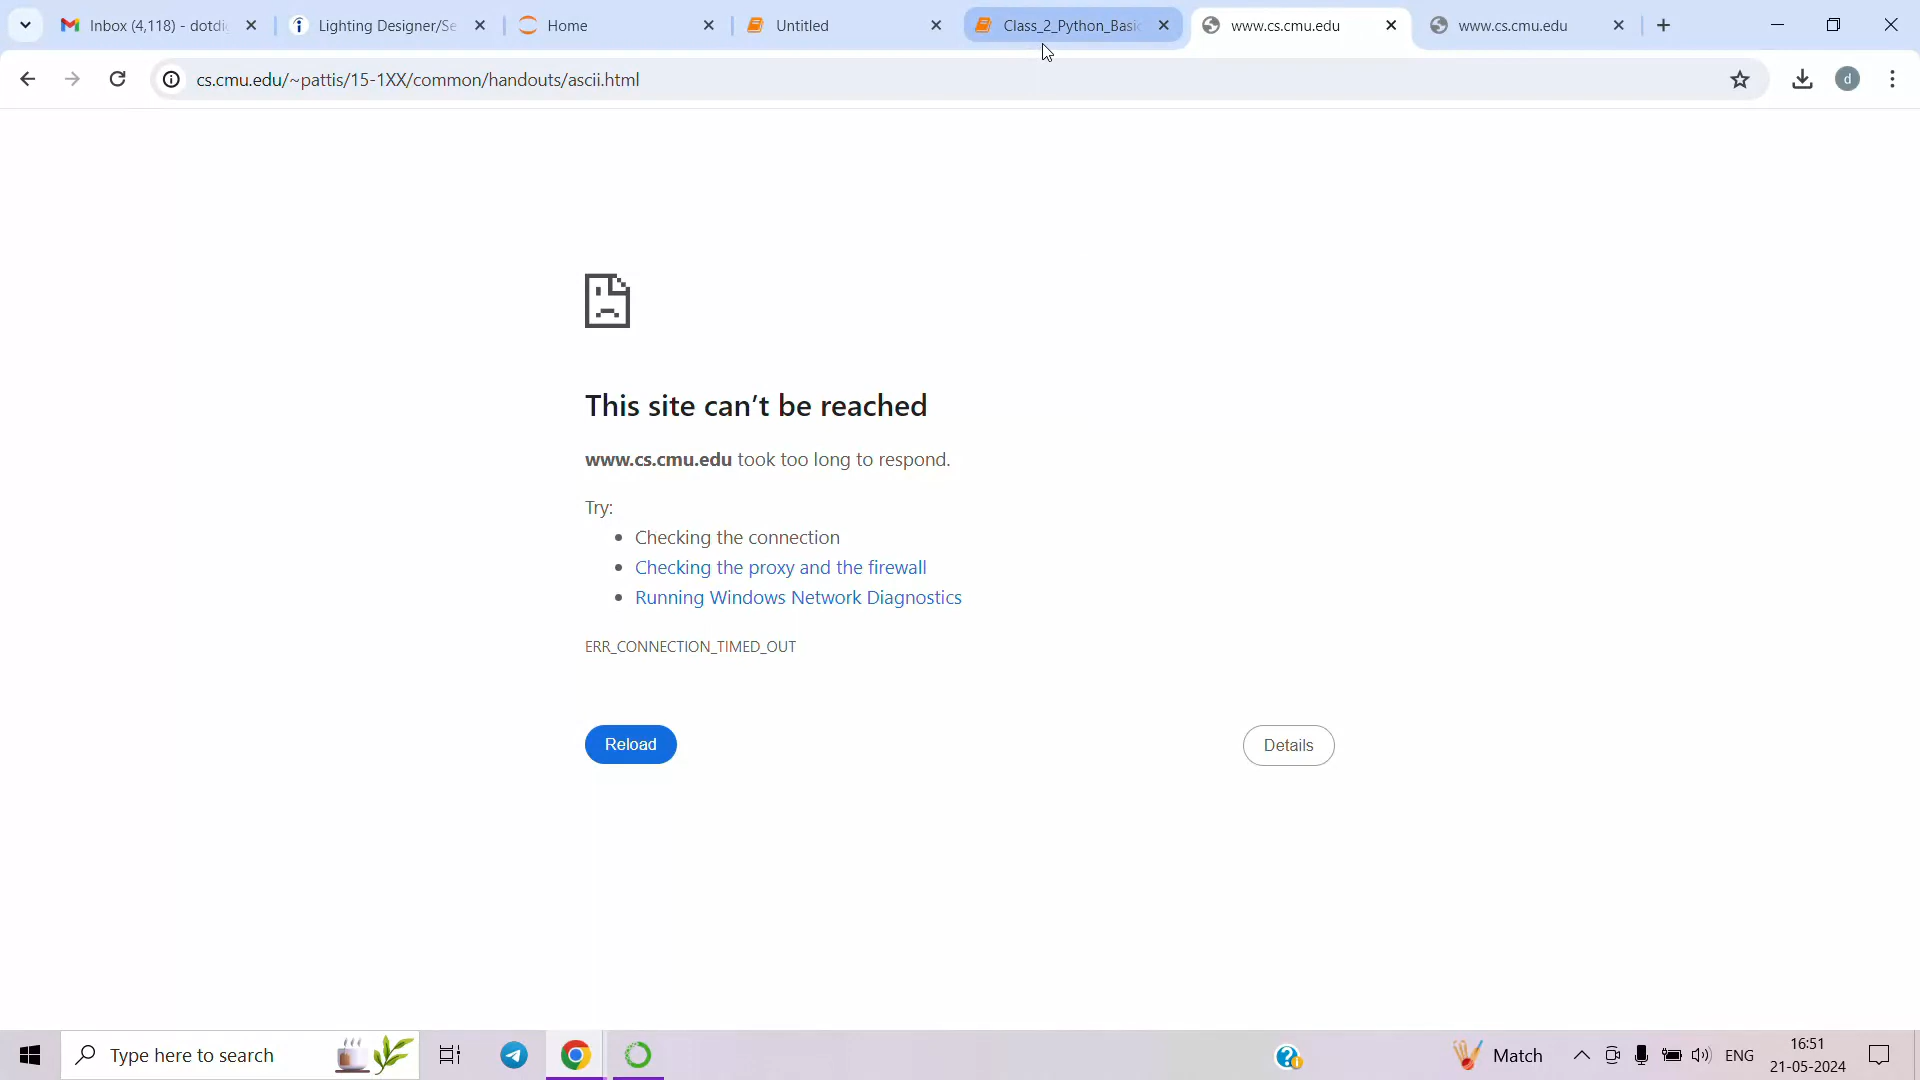 Inbox (4,118) - dotdi
Lighting Designer/Se
Home
Untitled
Class_2_Python_Basic
www.cs.cmu.edu
www.cs.cmu.edu
cs.cmu.edu/~pattis/15-1XX/common/handouts/ascii.html
d
This site can’t be reached
www.cs.cmu.edu took too long to respond.
Try:
Checking the connection
Checking the proxy and the firewall
Running Windows Network Diagnostics
ERR_CONNECTION_TIMED_OUT
Reload
Details
Type here to search
Match
ENG
16:51
21-05-2024